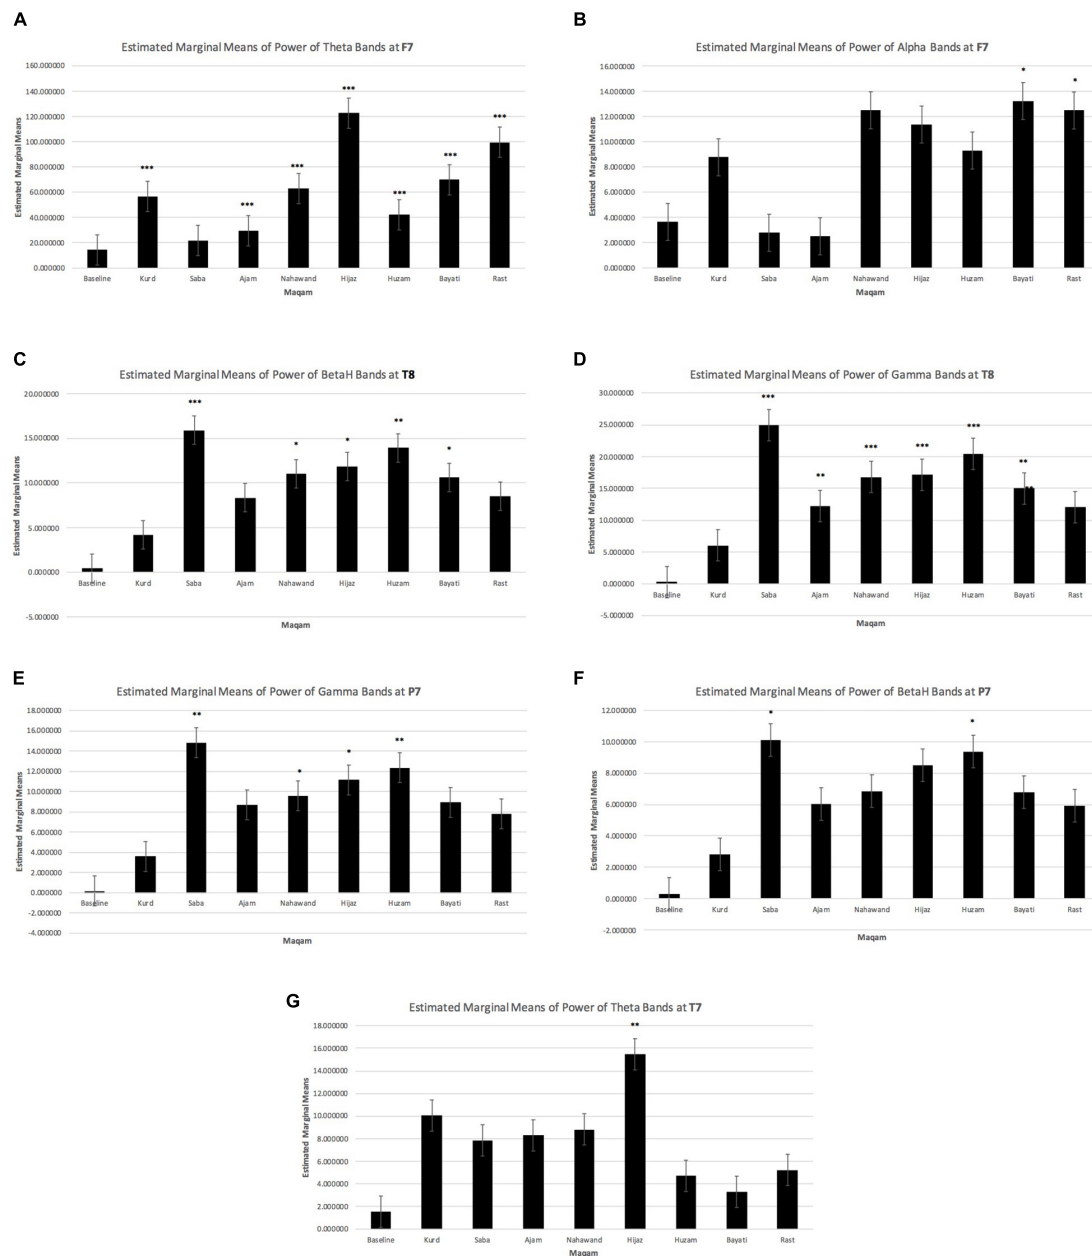 A
Estimated Marginal Means of Power of Theta Bands at F7
Estimated Marginal Means
160.000000
140.000000
120.000000
100.000000
80.000000
60.000000
40.000000
20.000000
0.000000
*** *** *** *** *** *** ***
Baseline Kurd Saba Ajam Nahawand Hijaz Huzam Bayati Rast
Maqam
B
Estimated Marginal Means of Power of Alpha Bands at F7
Estimated Marginal Means
16.000000
14.000000
12.000000
10.000000
8.000000
6.000000
4.000000
2.000000
0.000000
* *
Baseline Kurd Saba Ajam Nahawand Hijaz Huzam Bayati Rast
Maqam
C
Estimated Marginal Means of Power of BetaH Bands at T8
Estimated Marginal Means
20.000000
15.000000
10.000000
5.000000
0.000000
-5.000000
*** * * ** *
Baseline Kurd Saba Ajam Nahawand Hijaz Huzam Bayati Rast
Maqam
D
Estimated Marginal Means of Power of Gamma Bands at T8
Estimated Marginal Means
30.000000
25.000000
20.000000
15.000000
10.000000
5.000000
0.000000
-5.000000
*** ** *** *** *** ** **
Baseline Kurd Saba Ajam Nahawand Hijaz Huzam Bayati Rast
Maqam
E
Estimated Marginal Means of Power of Gamma Bands at P7
Estimated Marginal Means
18.000000
16.000000
14.000000
12.000000
10.000000
8.000000
6.000000
4.000000
2.000000
0.000000
-2.000000
-4.000000
** * * **
Baseline Kurd Saba Ajam Nahawand Hijaz Huzam Bayati Rast
Maqam
F
Estimated Marginal Means of Power of BetaH Bands at P7
Estimated Marginal Means
12.000000
10.000000
8.000000
6.000000
4.000000
2.000000
0.000000
-2.000000
* *
Baseline Kurd Saba Ajam Nahawand Hijaz Huzam Bayati Rast
Maqam
G
Estimated Marginal Means of Power of Theta Bands at T7
Estimated Marginal Means
18.000000
16.000000
14.000000
12.000000
10.000000
8.000000
6.000000
4.000000
2.000000
0.000000
**
Baseline Kurd Saba Ajam Nahawand Hijaz Huzam Bayati Rast
Maqam